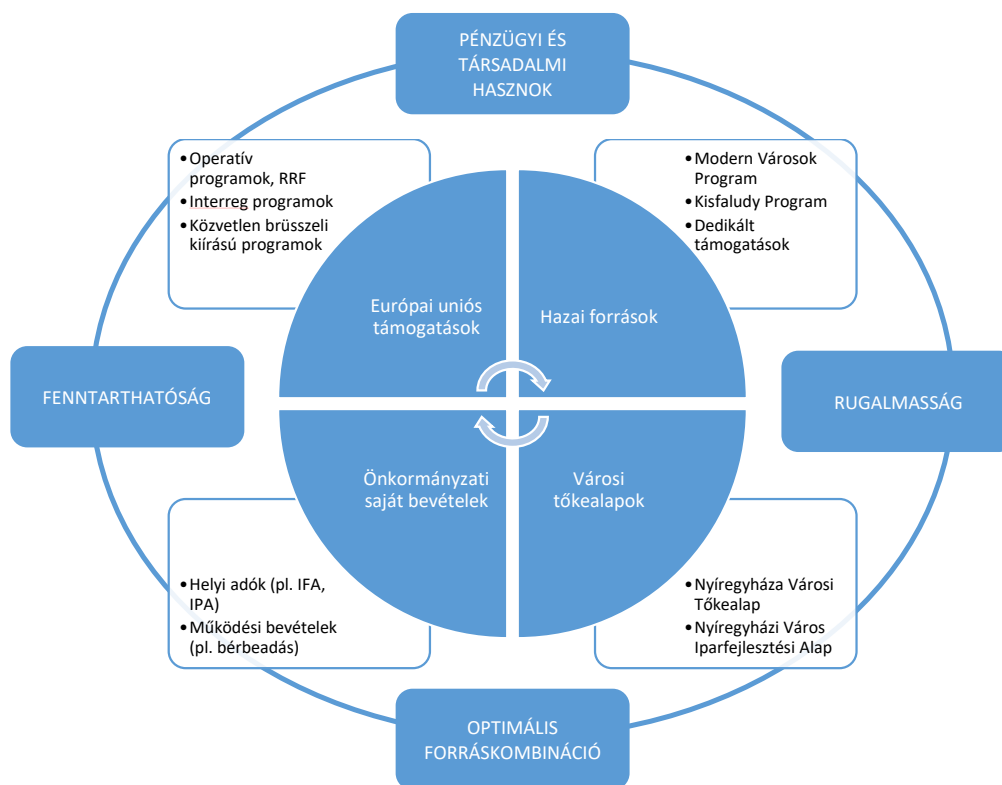 PÉNZÜGYI ÉS
TÁRSADALMI
HASZNOK
•Operatív
programok, RRF
•Interreg programok
•Közvetlen brüsszeli
kiírású programok
•Modern Városok
Program
•Kisfaludy Program
•Dedikált
támogatások
Európai uniós
támogatások
Hazai források
FENNTARTHATÓSÁG
RUGALMASSÁG
Önkormányzati
saját bevételek
Városi
tőkealapok
•Helyi adók (pl. IFA,
IPA)
•Működési bevételek
(pl. bérbeadás)
•Nyíregyháza Városi
Tőkealap
•Nyíregyházi Város
Iparfejlesztési Alap
OPTIMÁLIS
FORRÁSKOMBINÁCIÓ